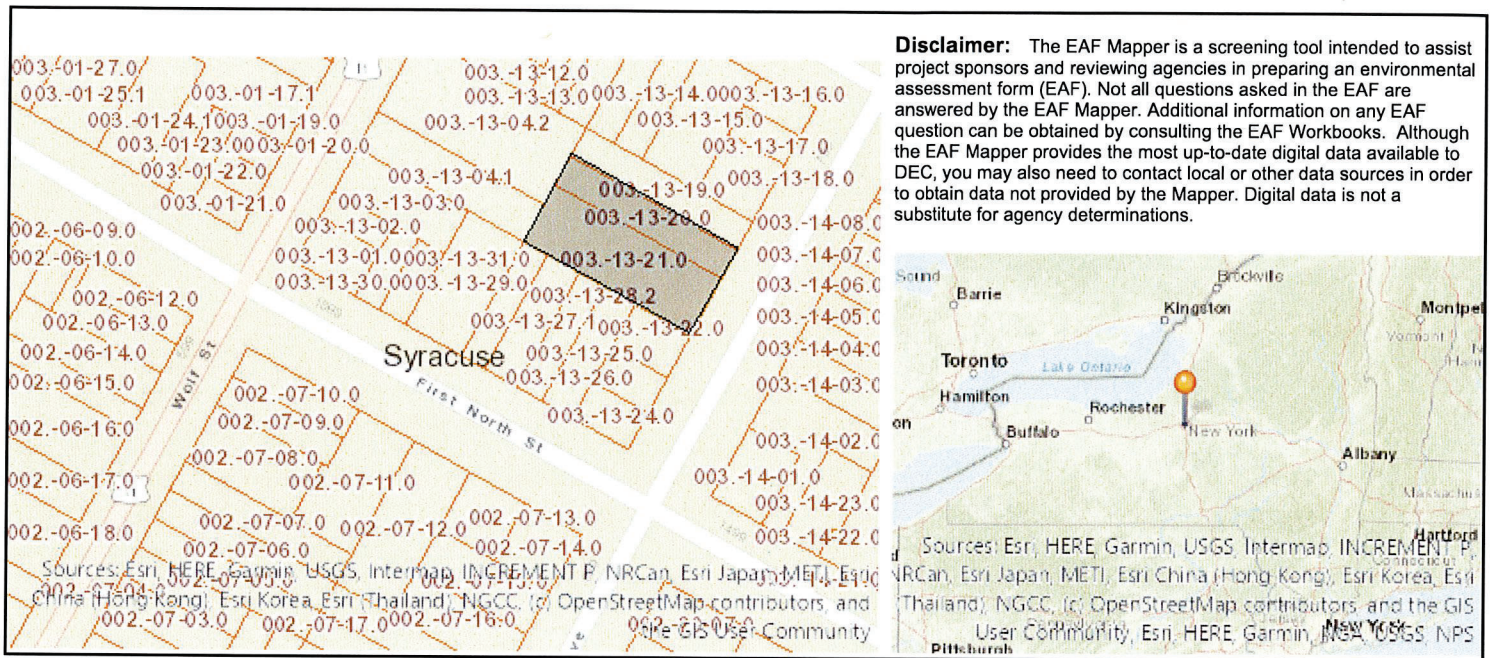 Disclaimer: The EAF Mapper is a screening tool intended to assist
project sponsors and reviewing agencies in preparing an environmental
assessment form (EAF). Not all questions asked in the EAF are
answered by the EAF Mapper. Additional information on any EAF
question can be obtained by consulting the EAF Workbooks. Although
the EAF Mapper provides the most up-to-date digital data available to
DEC, you may also need to contact local or other data sources in order
to obtain data not provided by the Mapper. Digital data is not a
substitute for agency determinations.
003.-01-27.0
003.-01-25.1
003.-01-17.1
003.-01-24.1
003.-01-19.0
003.-01-23.0
003.-01-20.0
003.-01-22.0
003.-01-21.0
11
003.-13-12.0
003.-13-13.0
003.-13-14.0
003.-13-16.0
003.-13-04.2
003.-13-15.0
003.-13-17.0
003.-13-04.1
003.-13-19.0
003.-13-18.0
003.-13-03.0
003.-13-20.0
003.-13-02.0
003.-14-08.0
003.-13-01.0
003.-13-31.0
003.-13-21.0
003.-14-07.0
003.-13-30.0
003.-13-29.0
003.-13-28.2
003.-14-06.0
003.-13-27.1
003.-13-22.0
003.-14-05.0
003.-13-25.0
003.-14-04.0
003.-13-26.0
003.-14-03.0
003.-13-24.0
003.-14-02.0
003.-14-01.0
003.-14-23.0
003.-14-22.0
002.-06-09.0
002.-06-10.0
002.-06-12.0
002.-06-13.0
002.-06-14.0
002.-06-15.0
002.-06-16.0
002.-06-17.0
002.-06-18.0
Wolf St
Syracuse
First North St
002.-07-10.0
002.-07-09.0
002.-07-08.0
002.-07-11.0
002.-07-07.0
002.-07-12.0
002.-07-13.0
002.-07-06.0
002.-07-14.0
002.-07-03.0
002.-07-17.0
002.-07-16.0
Sources: Esri, HERE, Garmin, USGS, Intermap, INCREMENT P, NRCan, Esri Japan, METI, Esri
China (Hong Kong), Esri Korea, Esri (Thailand), NGCC, (c) OpenStreetMap contributors, and
the GIS User Community
Sound
Barrie
Brockville
Kingston
Montpel
Vermont
Toronto
Lake Ontario
Hamilton
Rochester
on
Buffalo
New York
Albany
Massachus
Hartford
Connecticut
Sources: Esri, HERE, Garmin, USGS, Intermap, INCREMENT P,
NRCan, Esri Japan, METI, Esri China (Hong Kong), Esri Korea, Esri
(Thailand), NGCC, (c) OpenStreetMap contributors, and the GIS
User Community, Esri, HERE, Garmin, NGA, USGS, NPS
New York
Pittsburgh